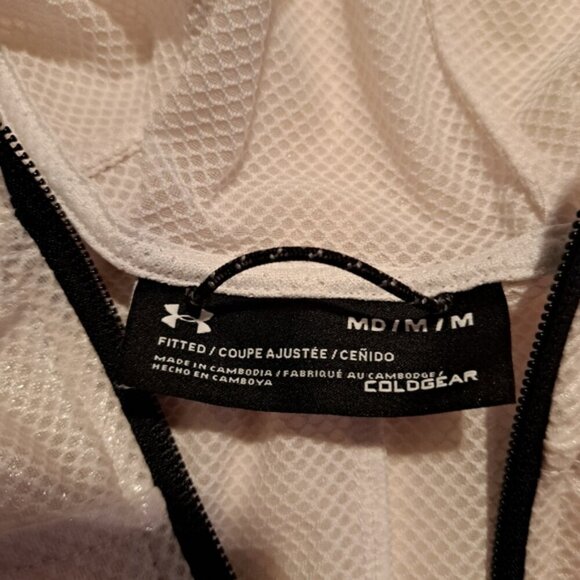 MD / M / M
FITTED / COUPE AJUSTÉE / CEÑIDO
MADE IN CAMBODIA / FABRIQUÉ AU CAMBODGE /
HECHO EN CAMBOYA
COLDGEAR